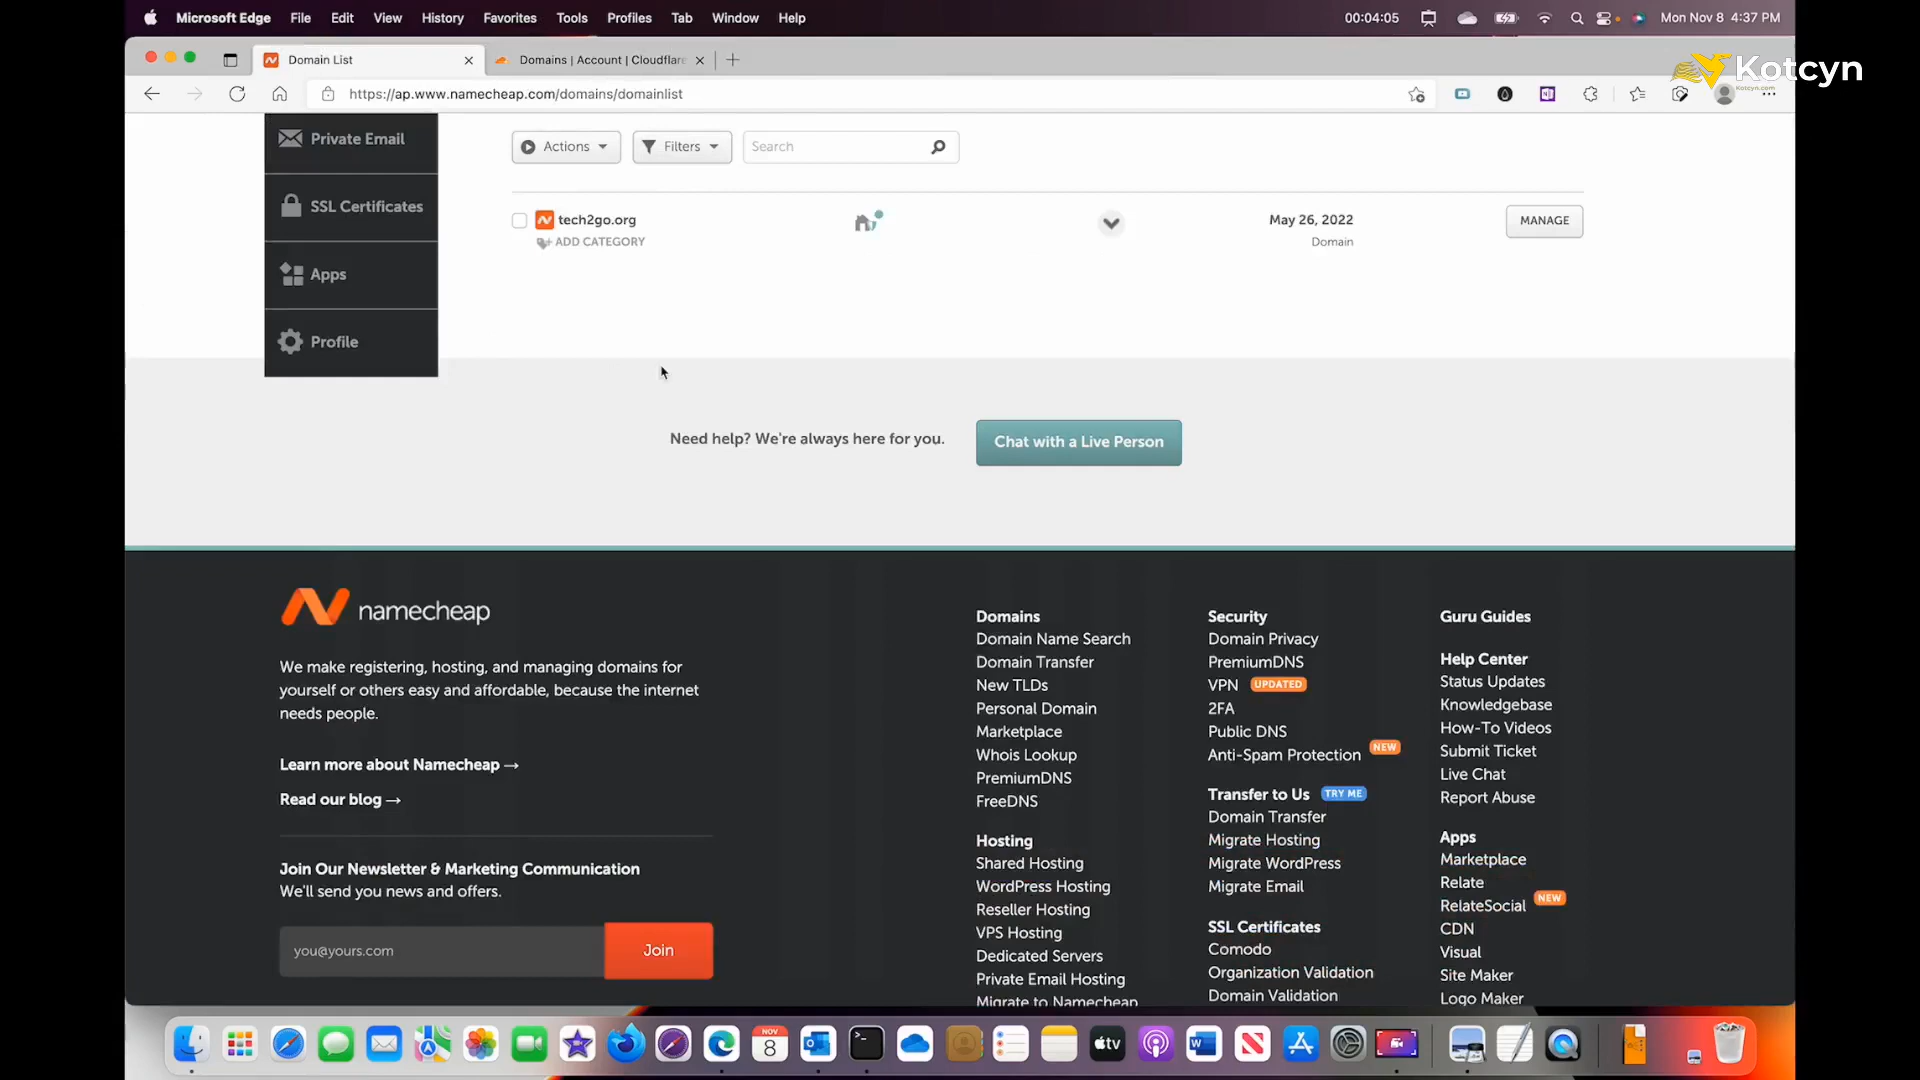 Microsoft Edge File Edit View History Favorites Tools Profiles Tab Window Help 00:04:05 Mon Nov 8 4:37 PM
Domain List Domains | Account | Cloudflar
Kotcyn
Kotcyn.com
https://ap.www.namecheap.com/domains/domainlist
Private Email
SSL Certificates
Apps
Profile
Actions Filters Search
tech2go.org May 26, 2022 MANAGE
ADD CATEGORY Domain
Need help? We're always here for you. Chat with a Live Person
namecheap
We make registering, hosting, and managing domains for
yourself or others easy and affordable, because the internet
needs people.
Learn more about Namecheap →
Read our blog →
Join Our Newsletter & Marketing Communication
We'll send you news and offers.
you@yours.com Join
Domains
Domain Name Search
Domain Transfer
New TLDs
Personal Domain
Marketplace
Whois Lookup
PremiumDNS
FreeDNS
Hosting
Shared Hosting
WordPress Hosting
Reseller Hosting
VPS Hosting
Dedicated Servers
Private Email Hosting
Migrate to Namecheap
Security
Domain Privacy
PremiumDNS
VPN UPDATED
2FA
Public DNS
Anti-Spam Protection NEW
Transfer to Us TRY ME
Domain Transfer
Migrate Hosting
Migrate WordPress
Migrate Email
SSL Certificates
Comodo
Organization Validation
Domain Validation
Guru Guides
Help Center
Status Updates
Knowledgebase
How-To Videos
Submit Ticket
Live Chat
Report Abuse
Apps
Marketplace
Relate
RelateSocial NEW
CDN
Visual
Site Maker
Logo Maker
NOV
8
tv